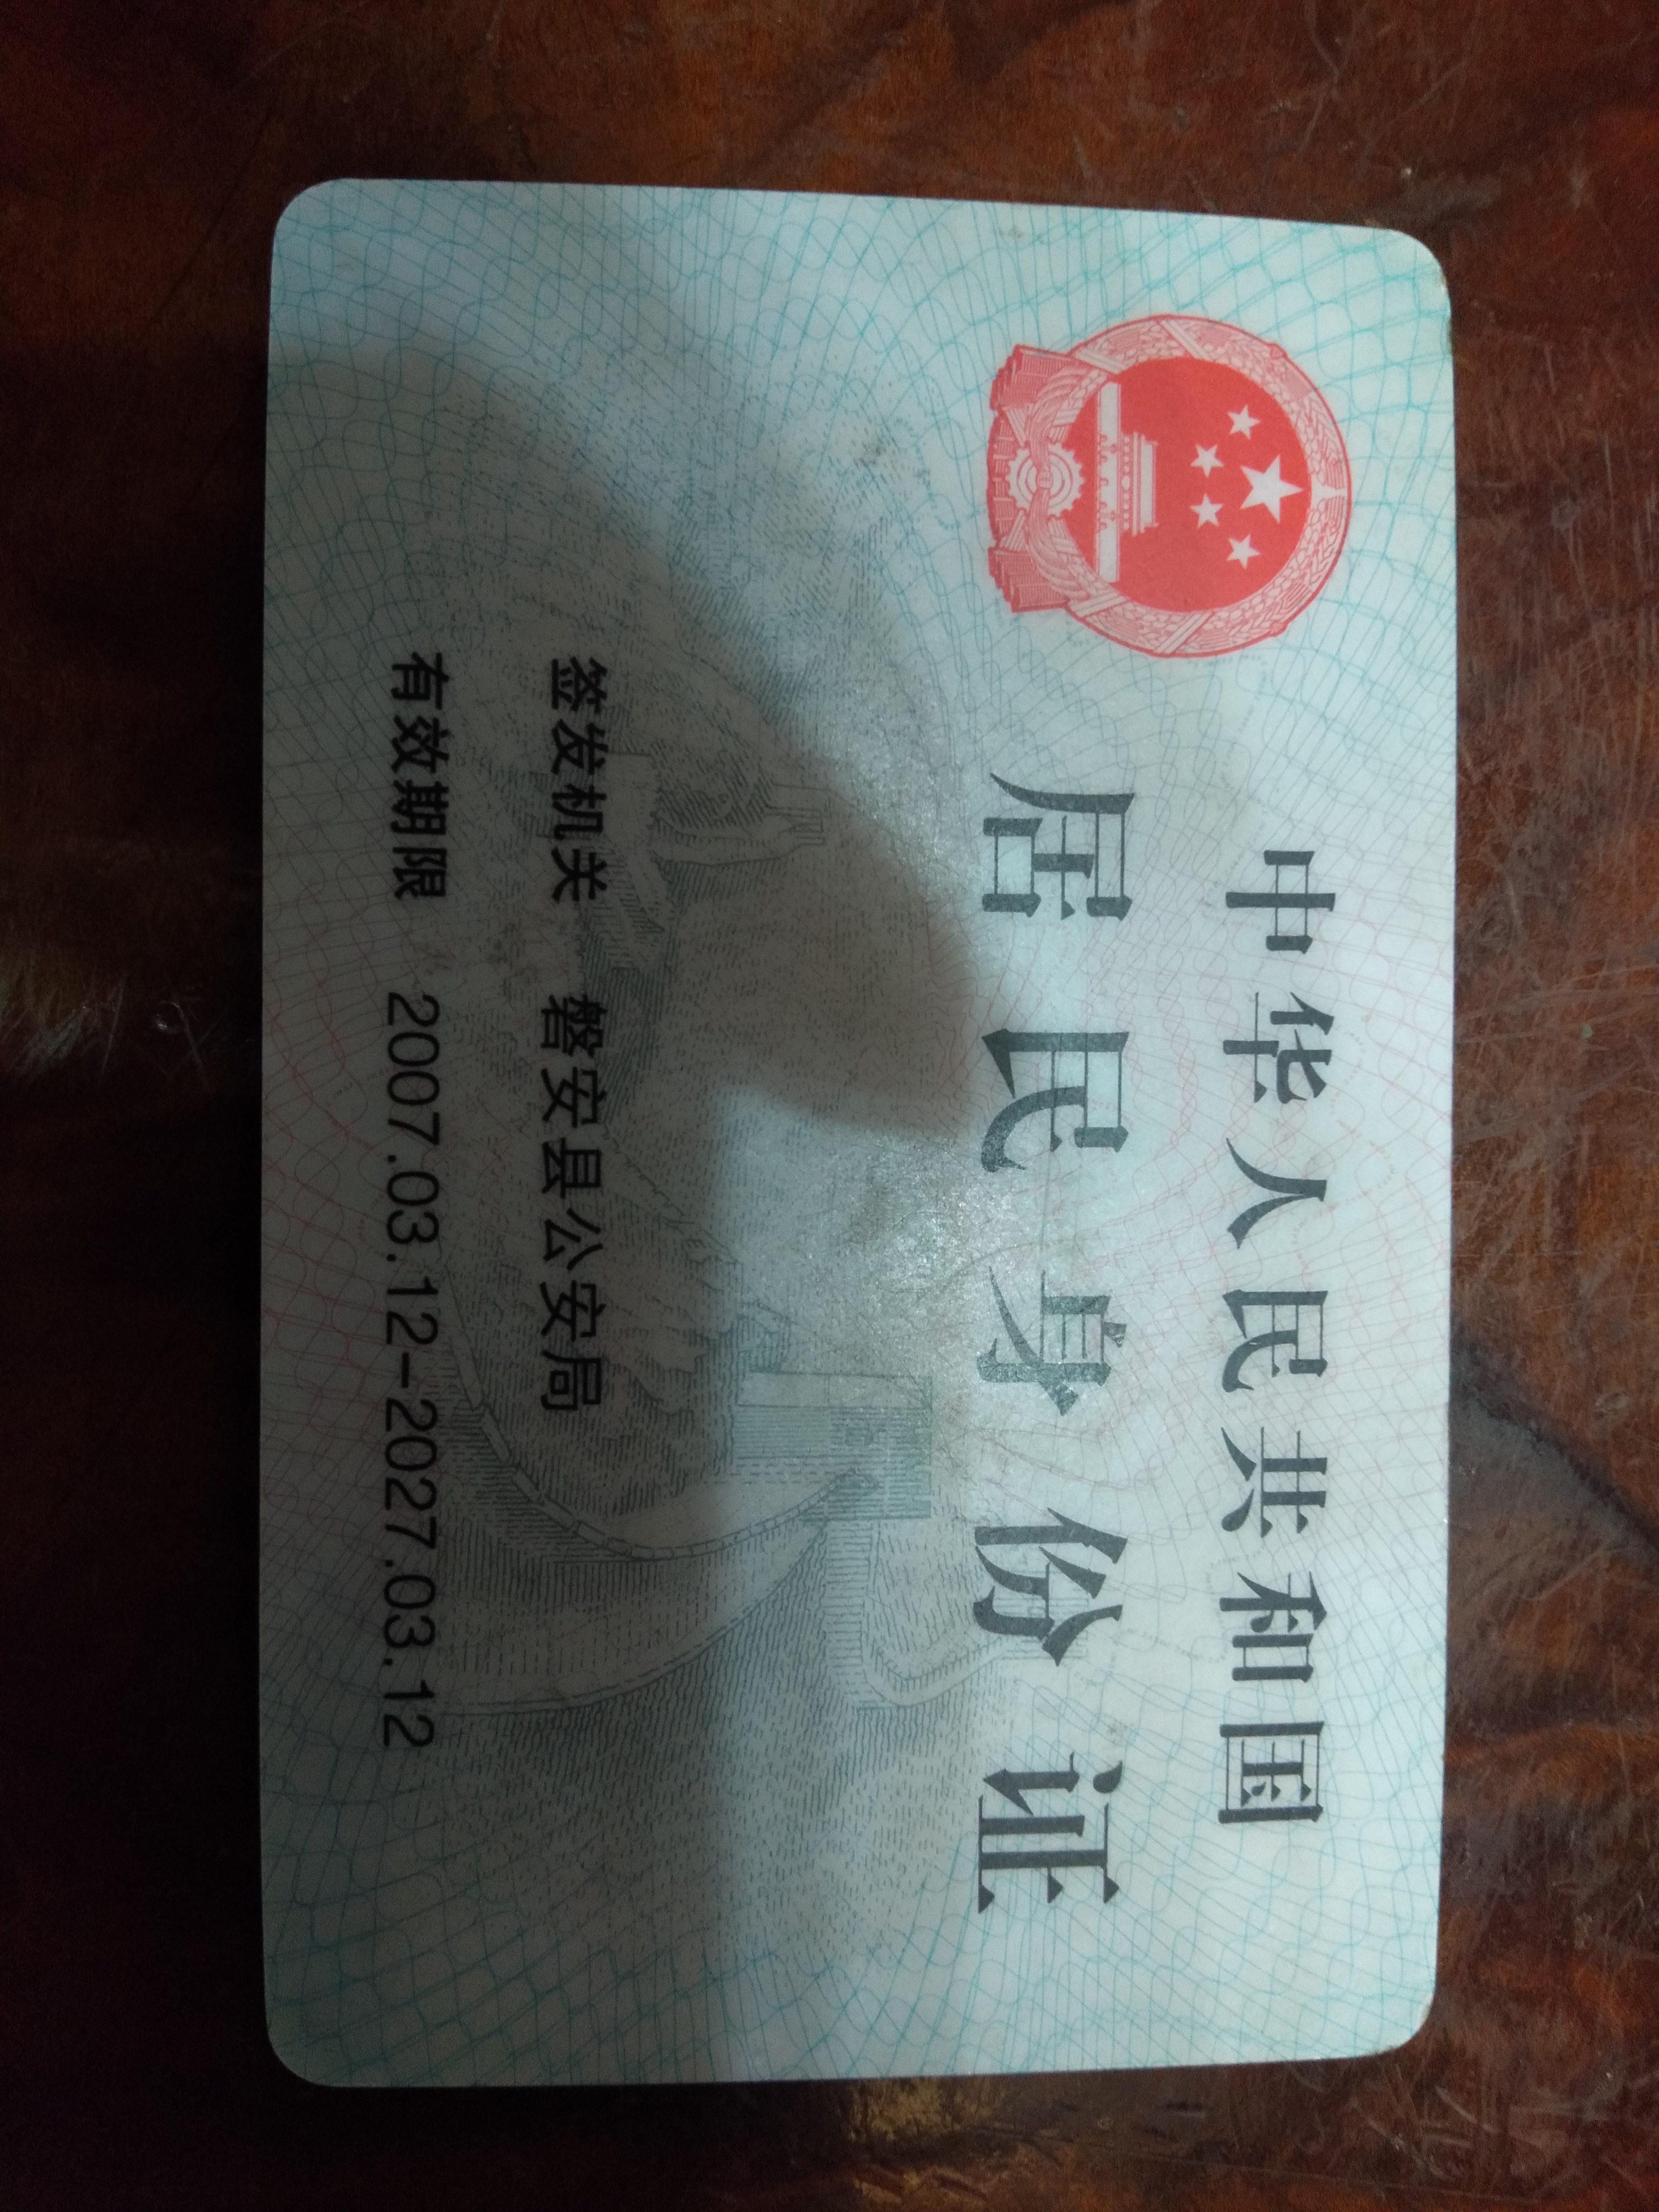 中华人民共和国
居民身份证
签发机关 磐安县公安局
有效期限 2007.03.12-2027.03.12